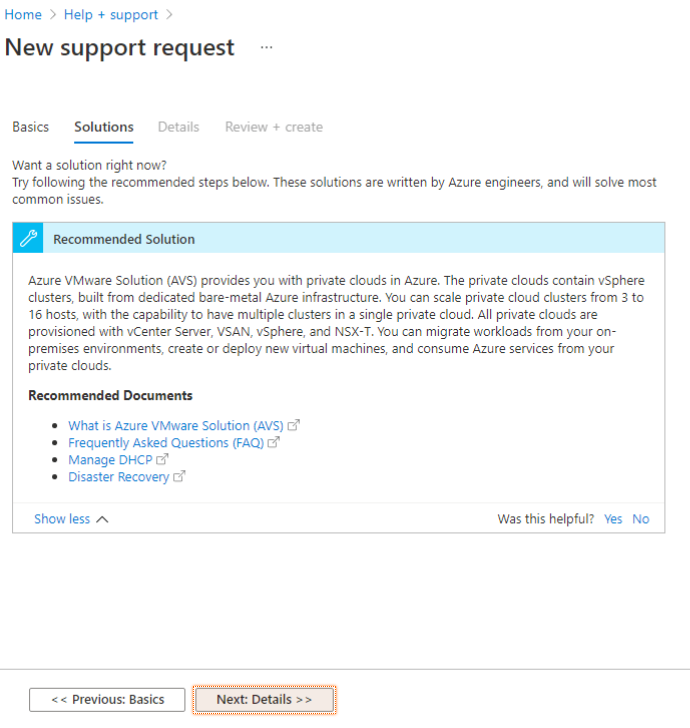 Home > Help + support >
New support request ...
Basics Solutions Details Review + create
Want a solution right now?
Try following the recommended steps below. These solutions are written by Azure engineers, and will solve most
common issues.
Recommended Solution
Azure VMware Solution (AVS) provides you with private clouds in Azure. The private clouds contain vSphere
clusters, built from dedicated bare-metal Azure infrastructure. You can scale private cloud clusters from 3 to
16 hosts, with the capability to have multiple clusters in a single private cloud. All private clouds are
provisioned with vCenter Server, VSAN, vSphere, and NSX-T. You can migrate workloads from your on-
premises environments, create or deploy new virtual machines, and consume Azure services from your
private clouds.
Recommended Documents
• What is Azure VMware Solution (AVS)
• Frequently Asked Questions (FAQ)
• Manage DHCP
• Disaster Recovery
Show less Was this helpful? Yes No
<< Previous: Basics Next: Details >>